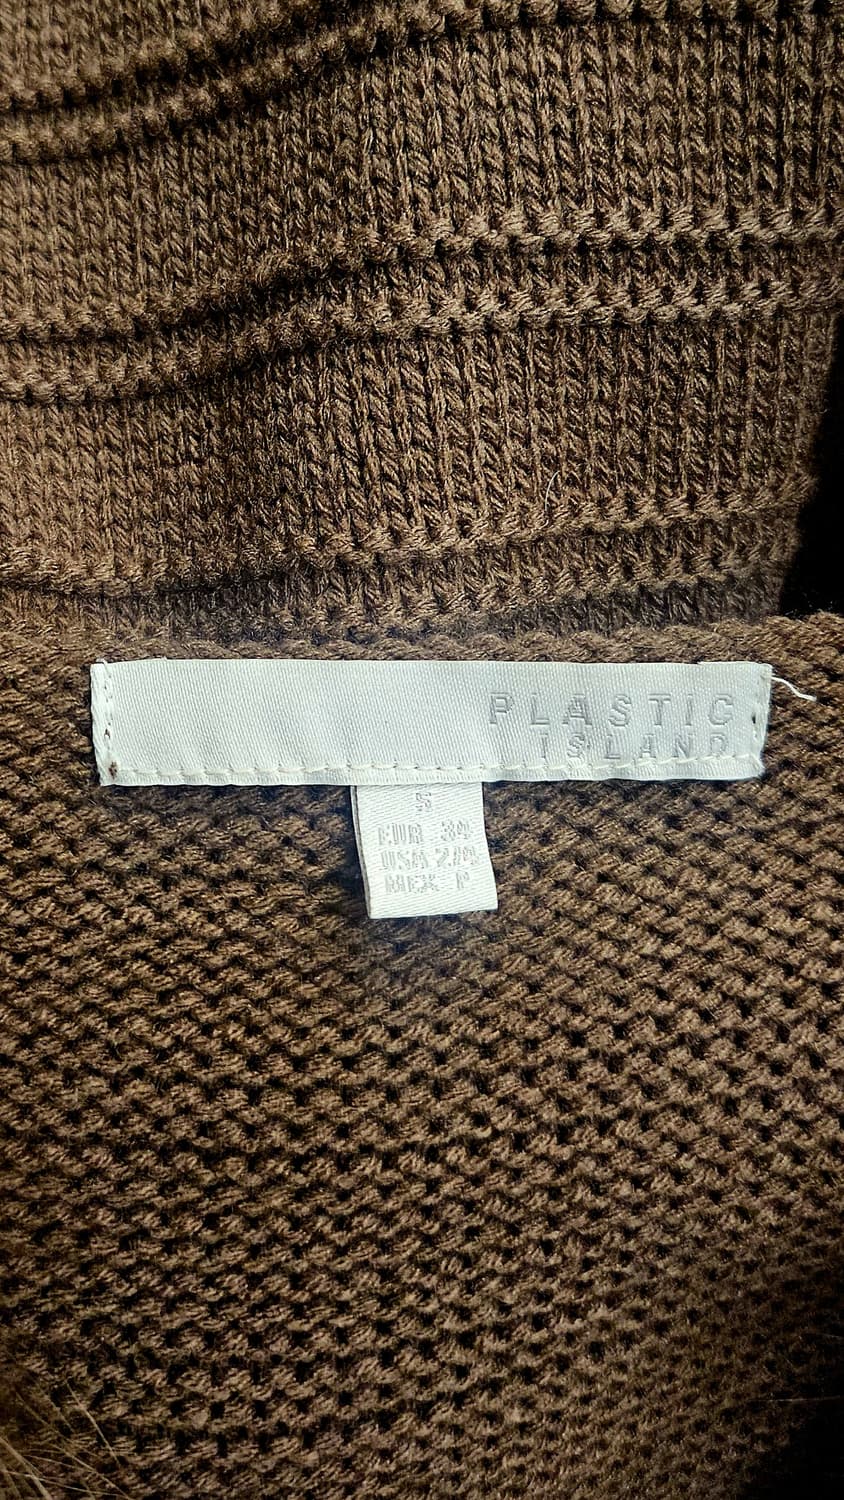 PLASTIC
ISLAND
S
EUR 34
USA 2/4
MEX P